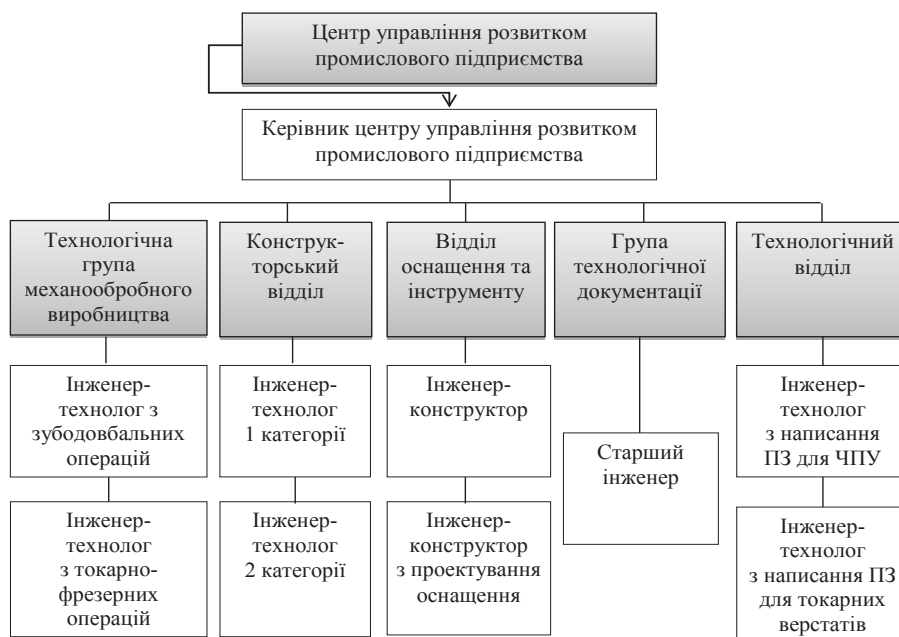 Центр управління розвитком
промислового підприємства
Керівник центру управління розвитком
промислового підприємства
Технологічна
група
механообробного
виробництва
Конструк-
торський
відділ
Відділ
оснащення та
інструменту
Група
технологічної
документації
Технологічний
відділ
Інженер-
технолог з
зубодовбальних
операцій
Інженер-
технолог
1 категорії
Інженер-
конструктор
Старший
інженер
Інженер-
технолог
з написання
ПЗ для ЧПУ
Інженер-
технолог
з токарно-
фрезерних
операцій
Інженер-
технолог
2 категорії
Інженер-
конструктор
з проектування
оснащення
Інженер-
технолог
з написання ПЗ
для токарних
верстатів